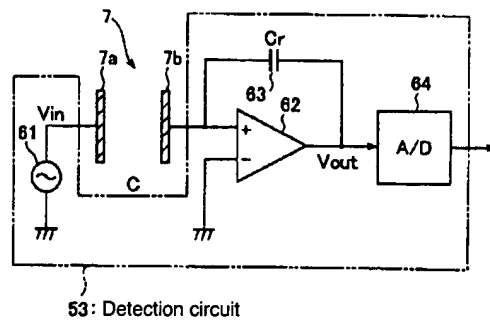 7
7a
7b
Cr
63
62
64
Vin
61
+
−
Vout
A/D
C
53: Detection circuit